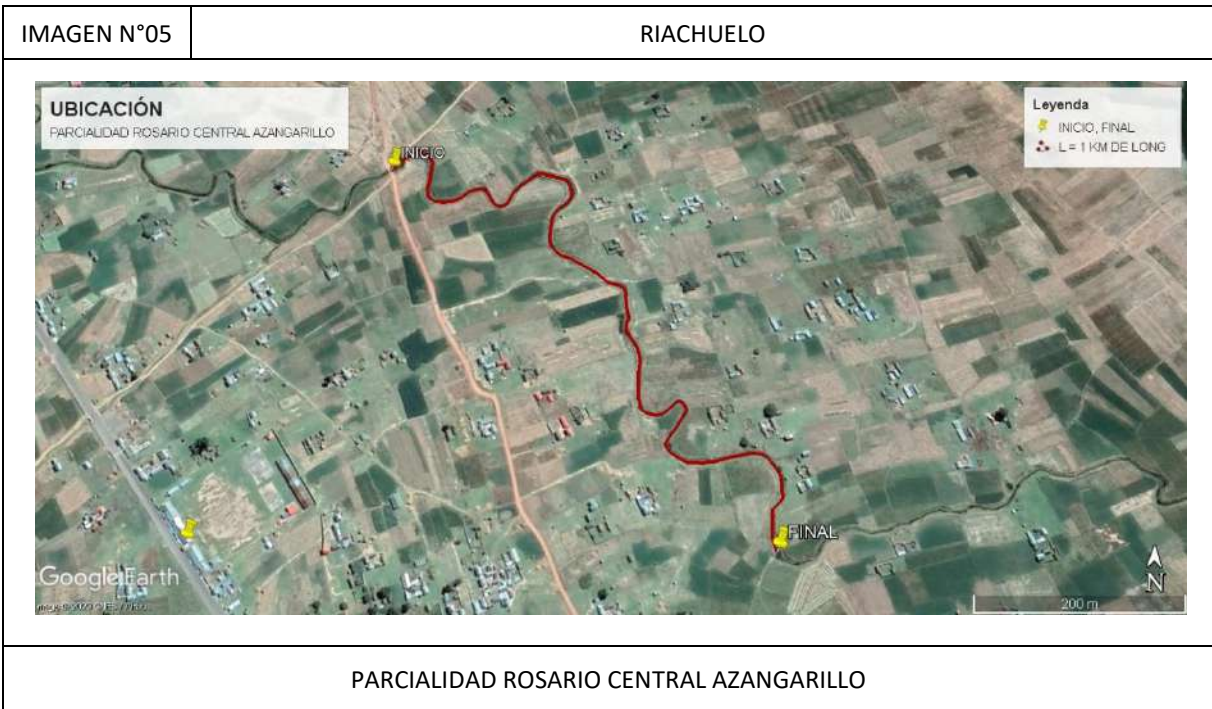 IMAGEN N°05
RIACHUELO
UBICACIÓN
PARCIALIDAD ROSARIO CENTRAL AZANGARILLO
Leyenda
INICIO, FINAL
L = 1 KM DE LONG
INICIO
FINAL
Google Earth
N
200 m
PARCIALIDAD ROSARIO CENTRAL AZANGARILLO